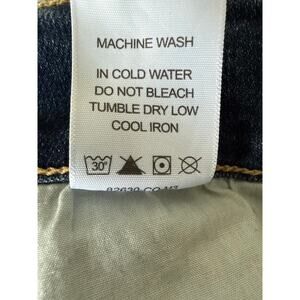 MACHINE WASH
IN COLD WATER
DO NOT BLEACH
TUMBLE DRY LOW
COOL IRON
30°